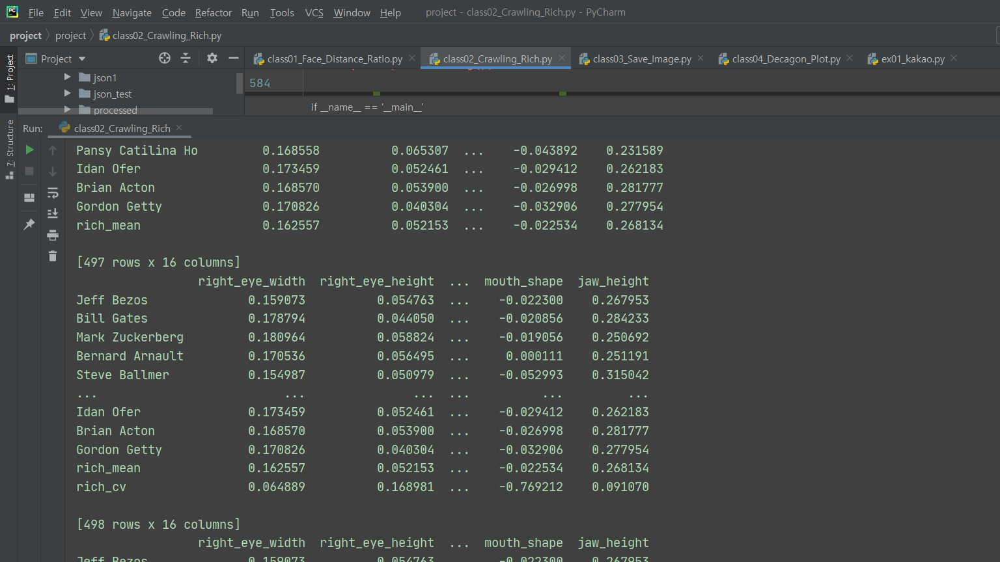 PC File Edit View Navigate Code Refactor Run Tools VCS Window Help project - class02_Crawling_Rich.py - PyCharm
project project class02_Crawling_Rich.py
1: Project
Project
class01_Face_Distance_Ratio.py class02_Crawling_Rich.py class03_Save_Image.py class04_Decagon_Plot.py ex01_kakao.py
json1
json_test
processed
584
if __name__ == '__main__'
7: Structure
Run: class02_Crawling_Rich
Pansy Catilina Ho 0.168558 0.065307 ... -0.043892 0.231589
Idan Ofer 0.173459 0.052461 ... -0.029412 0.262183
Brian Acton 0.168570 0.053900 ... -0.026998 0.281777
Gordon Getty 0.170826 0.040304 ... -0.032906 0.277954
rich_mean 0.162557 0.052153 ... -0.022534 0.268134
[497 rows x 16 columns]
right_eye_width right_eye_height ... mouth_shape jaw_height
Jeff Bezos 0.159073 0.054763 ... -0.022300 0.267953
Bill Gates 0.178794 0.044050 ... -0.020856 0.284233
Mark Zuckerberg 0.180964 0.058824 ... -0.019056 0.250692
Bernard Arnault 0.170536 0.056495 ... 0.000111 0.251191
Steve Ballmer 0.154987 0.050979 ... -0.052993 0.315042
... ... ... ... ... ...
Idan Ofer 0.173459 0.052461 ... -0.029412 0.262183
Brian Acton 0.168570 0.053900 ... -0.026998 0.281777
Gordon Getty 0.170826 0.040304 ... -0.032906 0.277954
rich_mean 0.162557 0.052153 ... -0.022534 0.268134
rich_cv 0.064889 0.168981 ... -0.769212 0.091070
[498 rows x 16 columns]
right_eye_width right_eye_height ... mouth_shape jaw_height
Jeff Bezos 0.159073 0.054763 ... -0.022300 0.267953